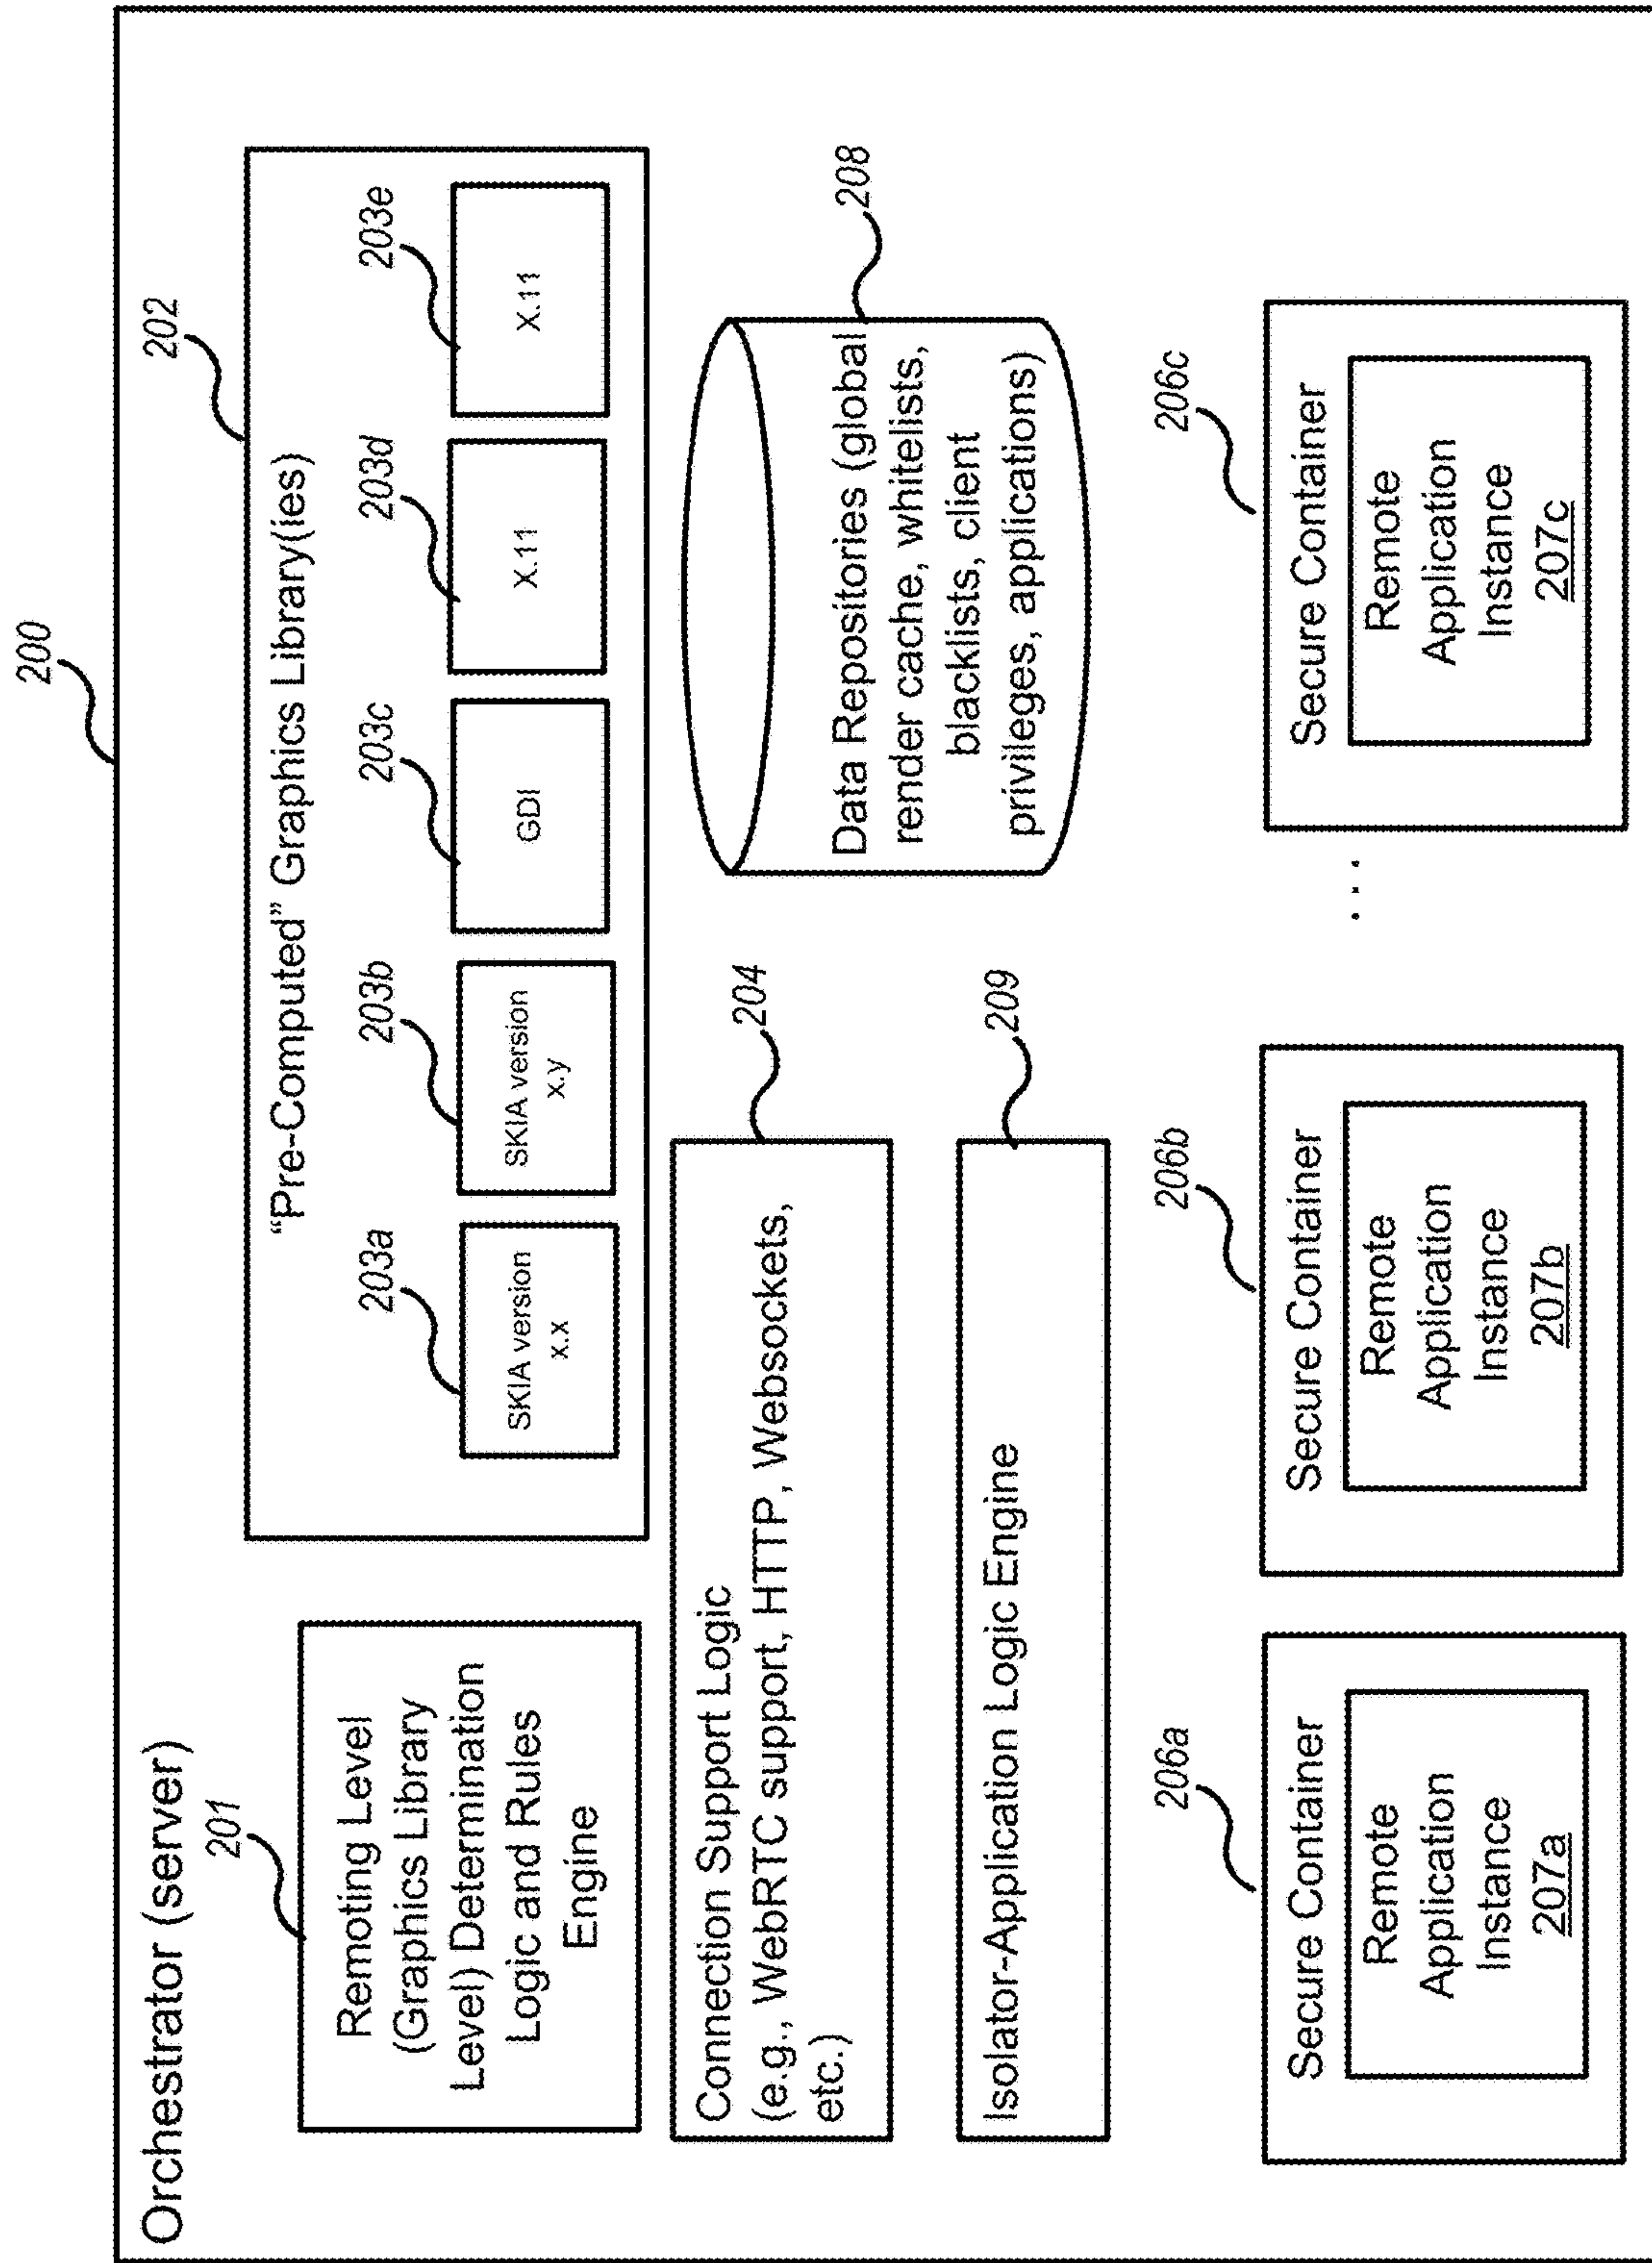 200
Orchestrator (server)
201
Remoting Level
(Graphics Library
Level) Determination
Logic and Rules
Engine
202
“Pre-Computed” Graphics Library(ies)
203a
SKIA version
x.x
203b
SKIA version
x.y
203c
GDI
203d
X.11
203e
X.11
204
Connection Support Logic
(e.g., WebRTC support, HTTP, Websockets,
etc.)
208
Data Repositories (global
render cache, whitelists,
blacklists, client
privileges, applications)
209
Isolator-Application Logic Engine
206a
Secure Container
Remote
Application
Instance
207a
206b
Secure Container
Remote
Application
Instance
207b
...
206c
Secure Container
Remote
Application
Instance
207c